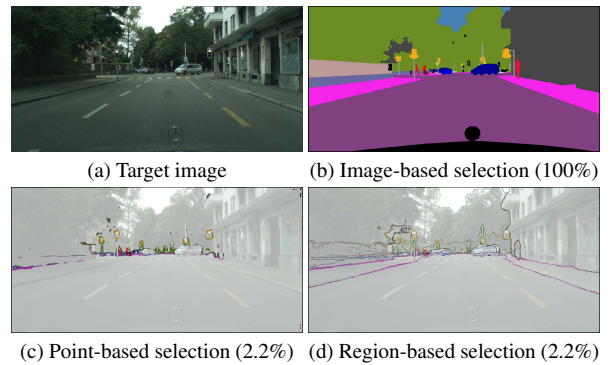 (a) Target image
(b) Image-based selection (100%)
(c) Point-based selection (2.2%)
(d) Region-based selection (2.2%)